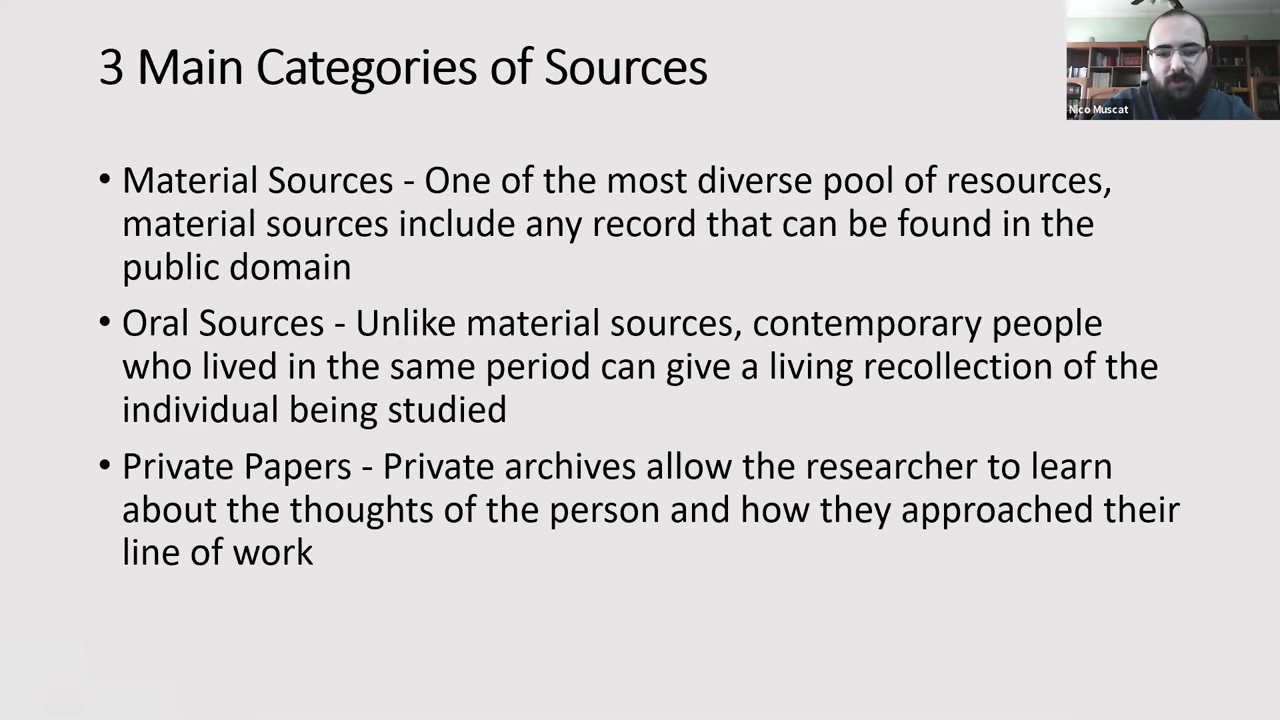 3 Main Categories of Sources
Nico Muscat
• Material Sources - One of the most diverse pool of resources,
material sources include any record that can be found in the
public domain
• Oral Sources - Unlike material sources, contemporary people
who lived in the same period can give a living recollection of the
individual being studied
• Private Papers - Private archives allow the researcher to learn
about the thoughts of the person and how they approached their
line of work